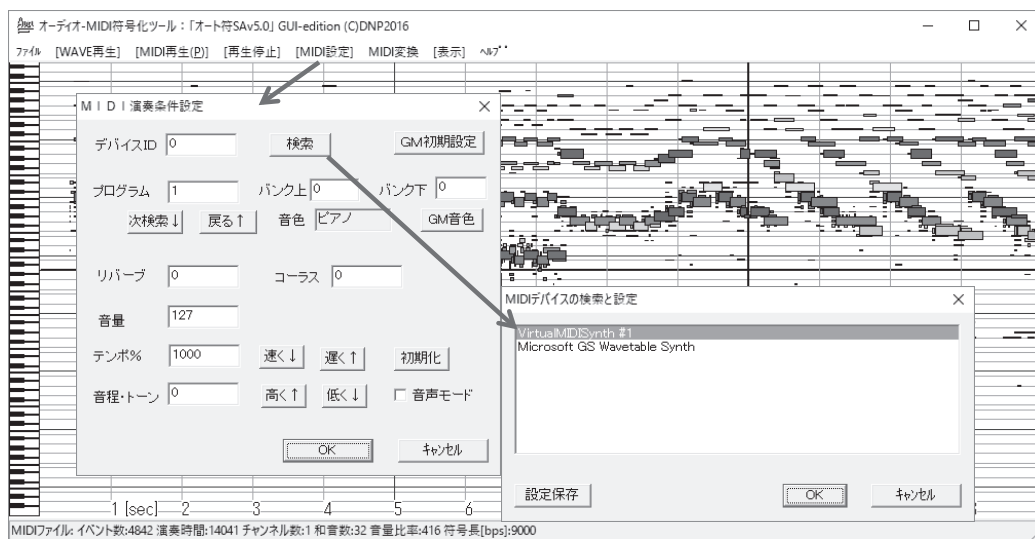 オーディオ-MIDI符号化ツール：「オート符SAv5.0」 GUI-edition (C)DNP2016
ファイル [WAVE再生] [MIDI再生(P)] [再生停止] [MIDI設定] MIDI変換 [表示] ヘルプ
ＭＩＤＩ演奏条件設定
デバイスID 0 検索 GM初期設定
プログラム 1 バンク上 0 バンク下 0
次検索↓ 戻る↑ 音色 ピアノ GM音色
リバーブ 0 コーラス 0
音量 127
テンポ% 1000 速く↓ 遅く↑ 初期化
音程・トーン 0 高く↑ 低く↓ 音声モード
OK キャンセル
MIDIデバイスの検索と設定
VirtualMIDISynth #1
Microsoft GS Wavetable Synth
設定保存 OK キャンセル
1 [sec] 2 3 4 5 6
MIDIファイル: イベント数:4842 演奏時間:14041 チャンネル数:1 和音数:32 音量比率:416 符号長[bps]:9000